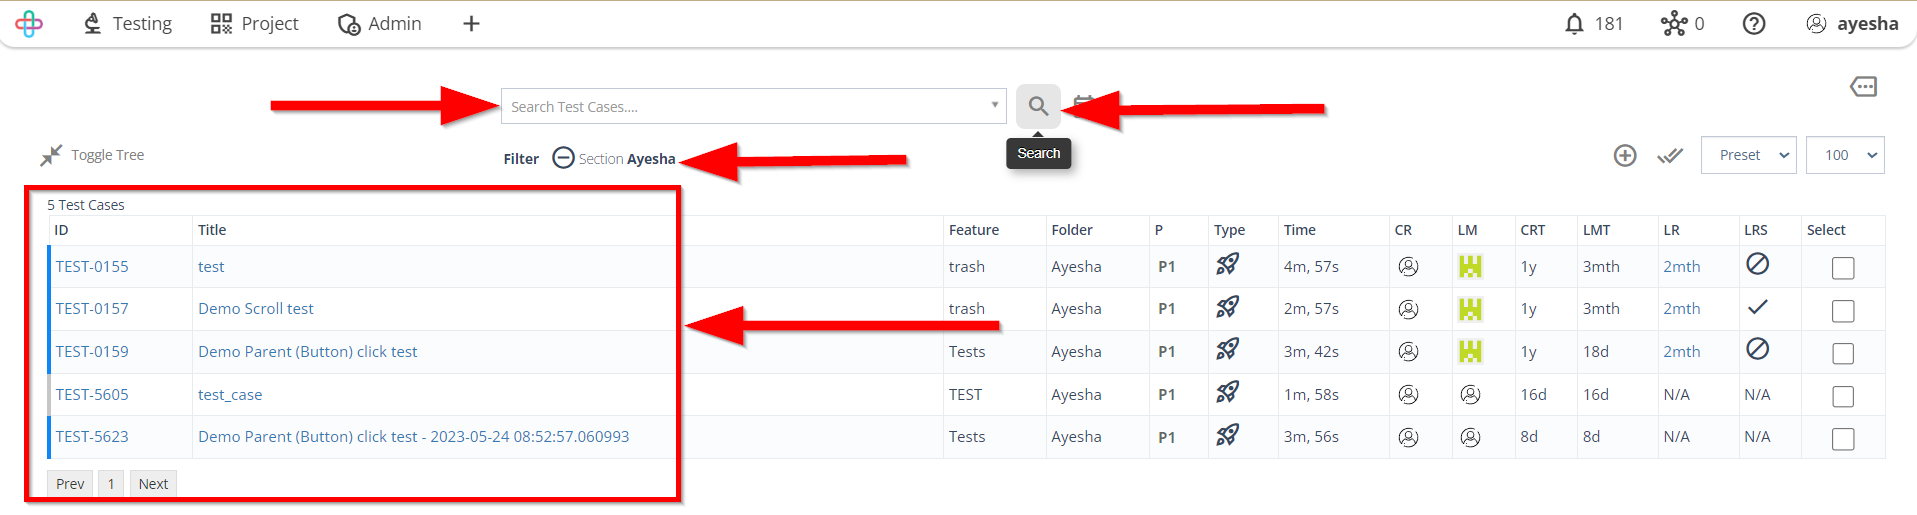 Testing Project Admin 181 0 ayesha
Search Test Cases....
Search
Toggle Tree Filter Section Ayesha Preset 100
5 Test Cases
ID Title Feature Folder P Type Time CR LM CRT LMT LR LRS Select
TEST-0155 test trash Ayesha P1 4m, 57s 1y 3mth 2mth
TEST-0157 Demo Scroll test trash Ayesha P1 2m, 57s 1y 3mth 2mth
TEST-0159 Demo Parent (Button) click test Tests Ayesha P1 3m, 42s 1y 18d 2mth
TEST-5605 test_case TEST Ayesha P1 1m, 58s 16d 16d N/A N/A
TEST-5623 Demo Parent (Button) click test - 2023-05-24 08:52:57.060993 Tests Ayesha P1 3m, 56s 8d 8d N/A N/A
Prev 1 Next